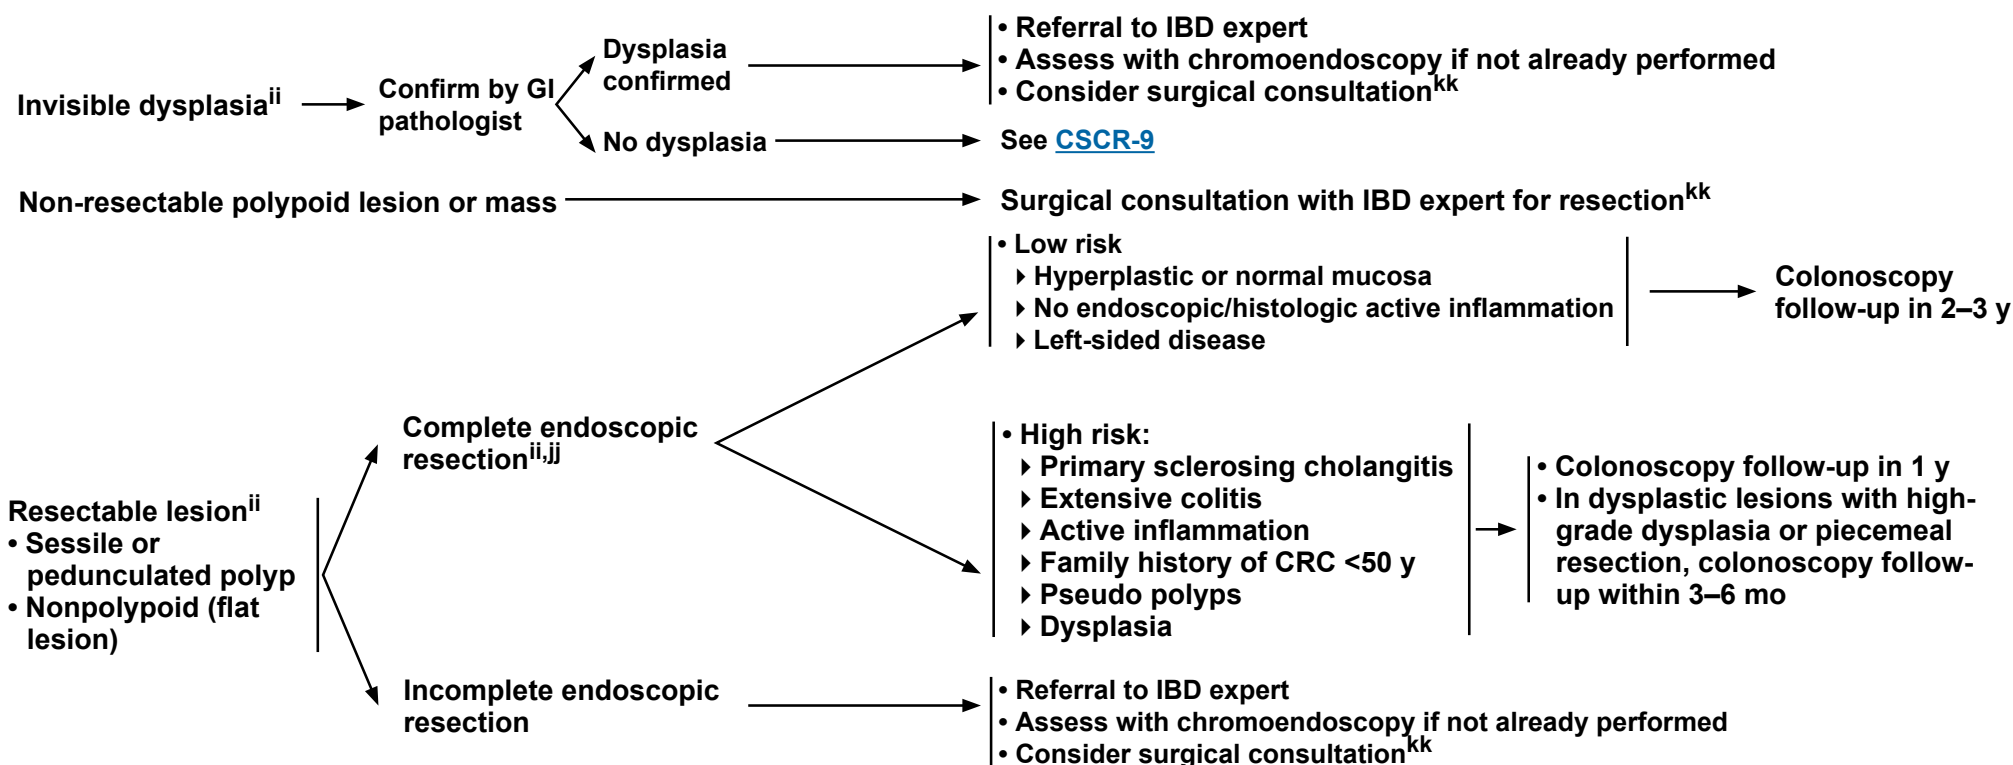 Invisible dysplasiaii
Confirm by GI
pathologist
Dysplasia
confirmed
• Referral to IBD expert
• Assess with chromoendoscopy if not already performed
• Consider surgical consultationkk
No dysplasia
See CSCR-9
Non-resectable polypoid lesion or mass
Surgical consultation with IBD expert for resectionkk
Resectable lesionii
• Sessile or
pedunculated polyp
• Nonpolypoid (flat
lesion)
Complete endoscopic
resectionii,jj
• Low risk
Hyperplastic or normal mucosa
No endoscopic/histologic active inflammation
Left-sided disease
Colonoscopy
follow-up in 2–3 y
• High risk:
Primary sclerosing cholangitis
Extensive colitis
Active inflammation
Family history of CRC <50 y
Pseudo polyps
Dysplasia
• Colonoscopy follow-up in 1 y
• In dysplastic lesions with high-
grade dysplasia or piecemeal
resection, colonoscopy follow-
up within 3–6 mo
Incomplete endoscopic
resection
• Referral to IBD expert
• Assess with chromoendoscopy if not already performed
• Consider surgical consultationkk